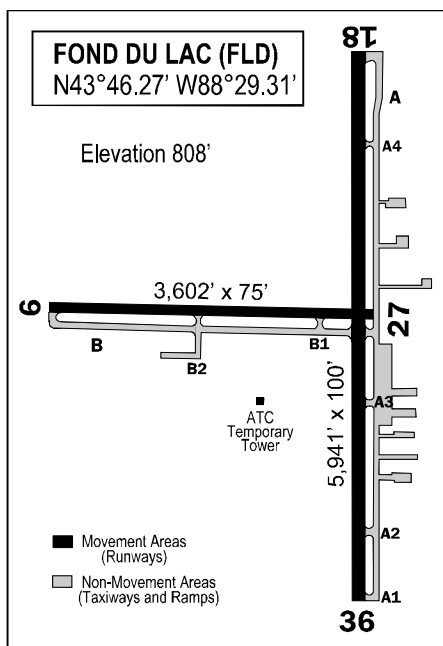 FOND DU LAC (FLD)
N43°46.27' W88°29.31'
Elevation 808'
18
A
A4
3,602' x 75'
9
27
B
B1
B2
A3
ATC
Temporary
Tower
5,941' x 100'
A2
Movement Areas
(Runways)
Non-Movement Areas
(Taxiways and Ramps)
A1
36